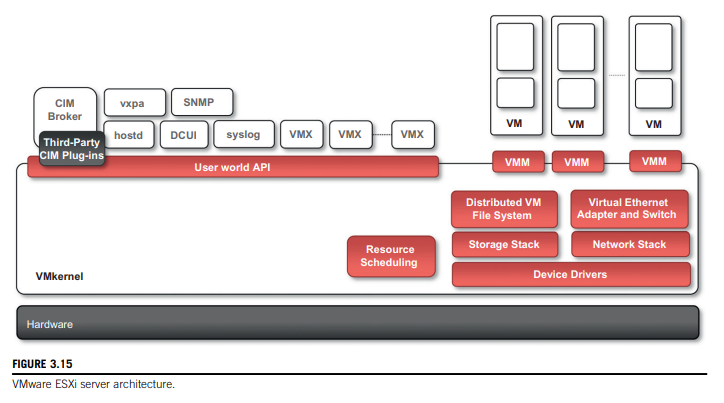 CIM
Broker
vxpa
SNMP
Third-Party
CIM Plug-ins
hostd
DCUI
syslog
VMX
VMX
VMX
VM
VM
VM
User world API
VMM
VMM
VMM
Distributed VM
File System
Virtual Ethernet
Adapter and Switch
Resource
Scheduling
Storage Stack
Network Stack
VMkernel
Device Drivers
Hardware
FIGURE 3.15
VMware ESXi server architecture.